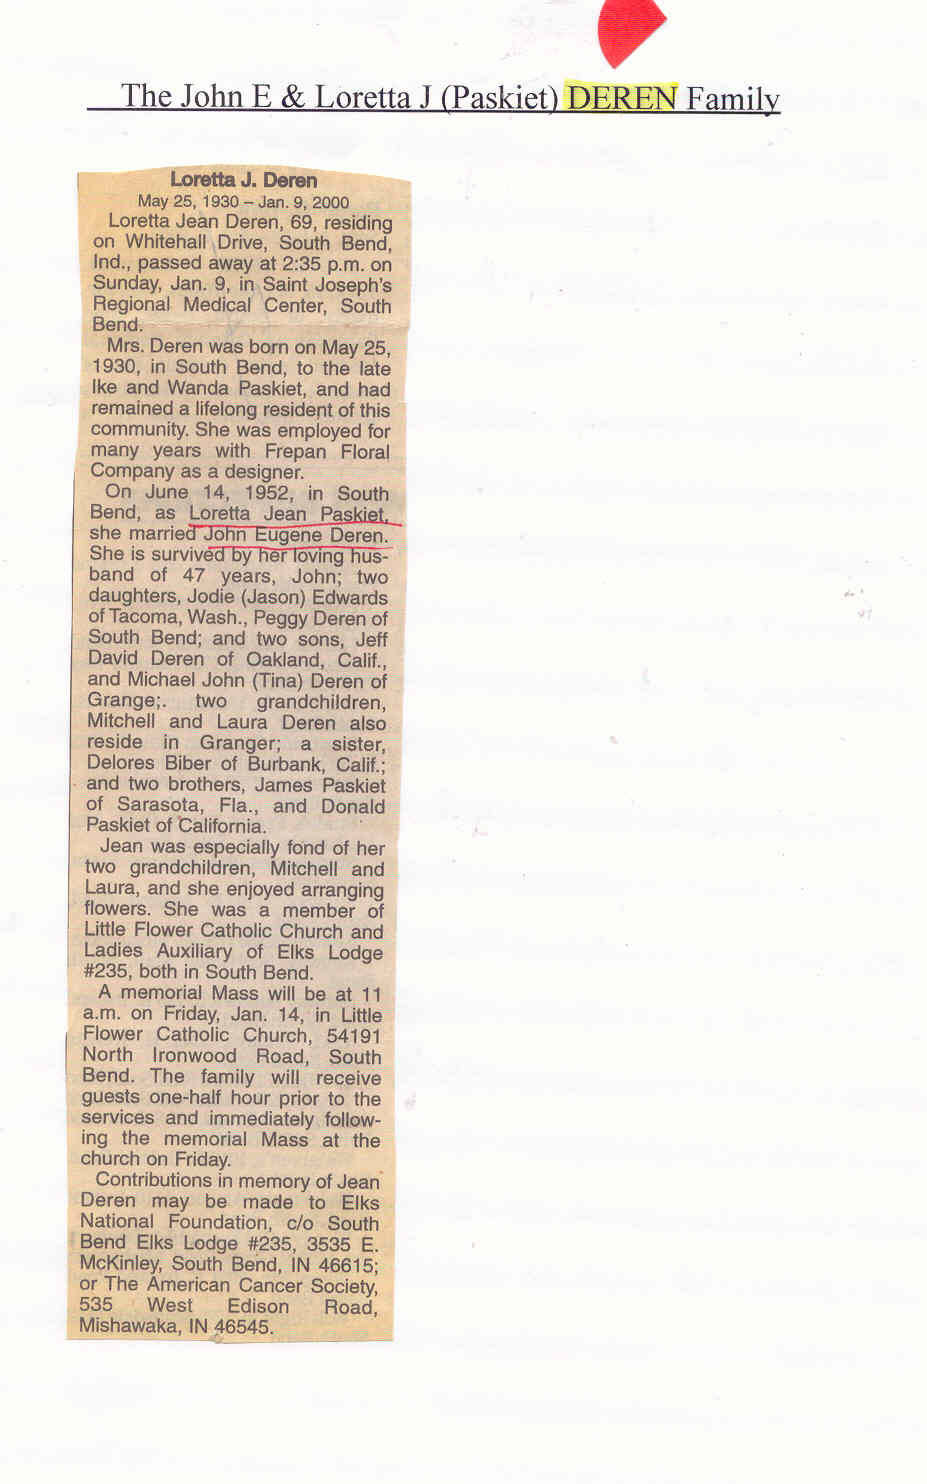 The John E & Loretta J (Paskiet) DEREN Family
Loretta J. Deren
May 25, 1930 – Jan. 9, 2000
Loretta Jean Deren, 69, residing
on Whitehall Drive, South Bend,
Ind., passed away at 2:35 p.m. on
Sunday, Jan. 9, in Saint Joseph's
Regional Medical Center, South
Bend.
Mrs. Deren was born on May 25,
1930, in South Bend, to the late
Ike and Wanda Paskiet, and had
remained a lifelong resident of this
community. She was employed for
many years with Frepan Floral
Company as a designer.
On June 14, 1952, in South
Bend, as Loretta Jean Paskiet,
she married John Eugene Deren.
She is survived by her loving hus-
band of 47 years, John; two
daughters, Jodie (Jason) Edwards
of Tacoma, Wash., Peggy Deren of
South Bend; and two sons, Jeff
David Deren of Oakland, Calif.,
and Michael John (Tina) Deren of
Grange;. two grandchildren,
Mitchell and Laura Deren also
reside in Granger; a sister,
Delores Biber of Burbank, Calif.;
and two brothers, James Paskiet
of Sarasota, Fla., and Donald
Paskiet of California.
Jean was especially fond of her
two grandchildren, Mitchell and
Laura, and she enjoyed arranging
flowers. She was a member of
Little Flower Catholic Church and
Ladies Auxiliary of Elks Lodge
#235, both in South Bend.
A memorial Mass will be at 11
a.m. on Friday, Jan. 14, in Little
Flower Catholic Church, 54191
North Ironwood Road, South
Bend. The family will receive
guests one-half hour prior to the
services and immediately follow-
ing the memorial Mass at the
church on Friday.
Contributions in memory of Jean
Deren may be made to Elks
National Foundation, c/o South
Bend Elks Lodge #235, 3535 E.
McKinley, South Bend, IN 46615;
or The American Cancer Society,
535 West Edison Road,
Mishawaka, IN 46545.